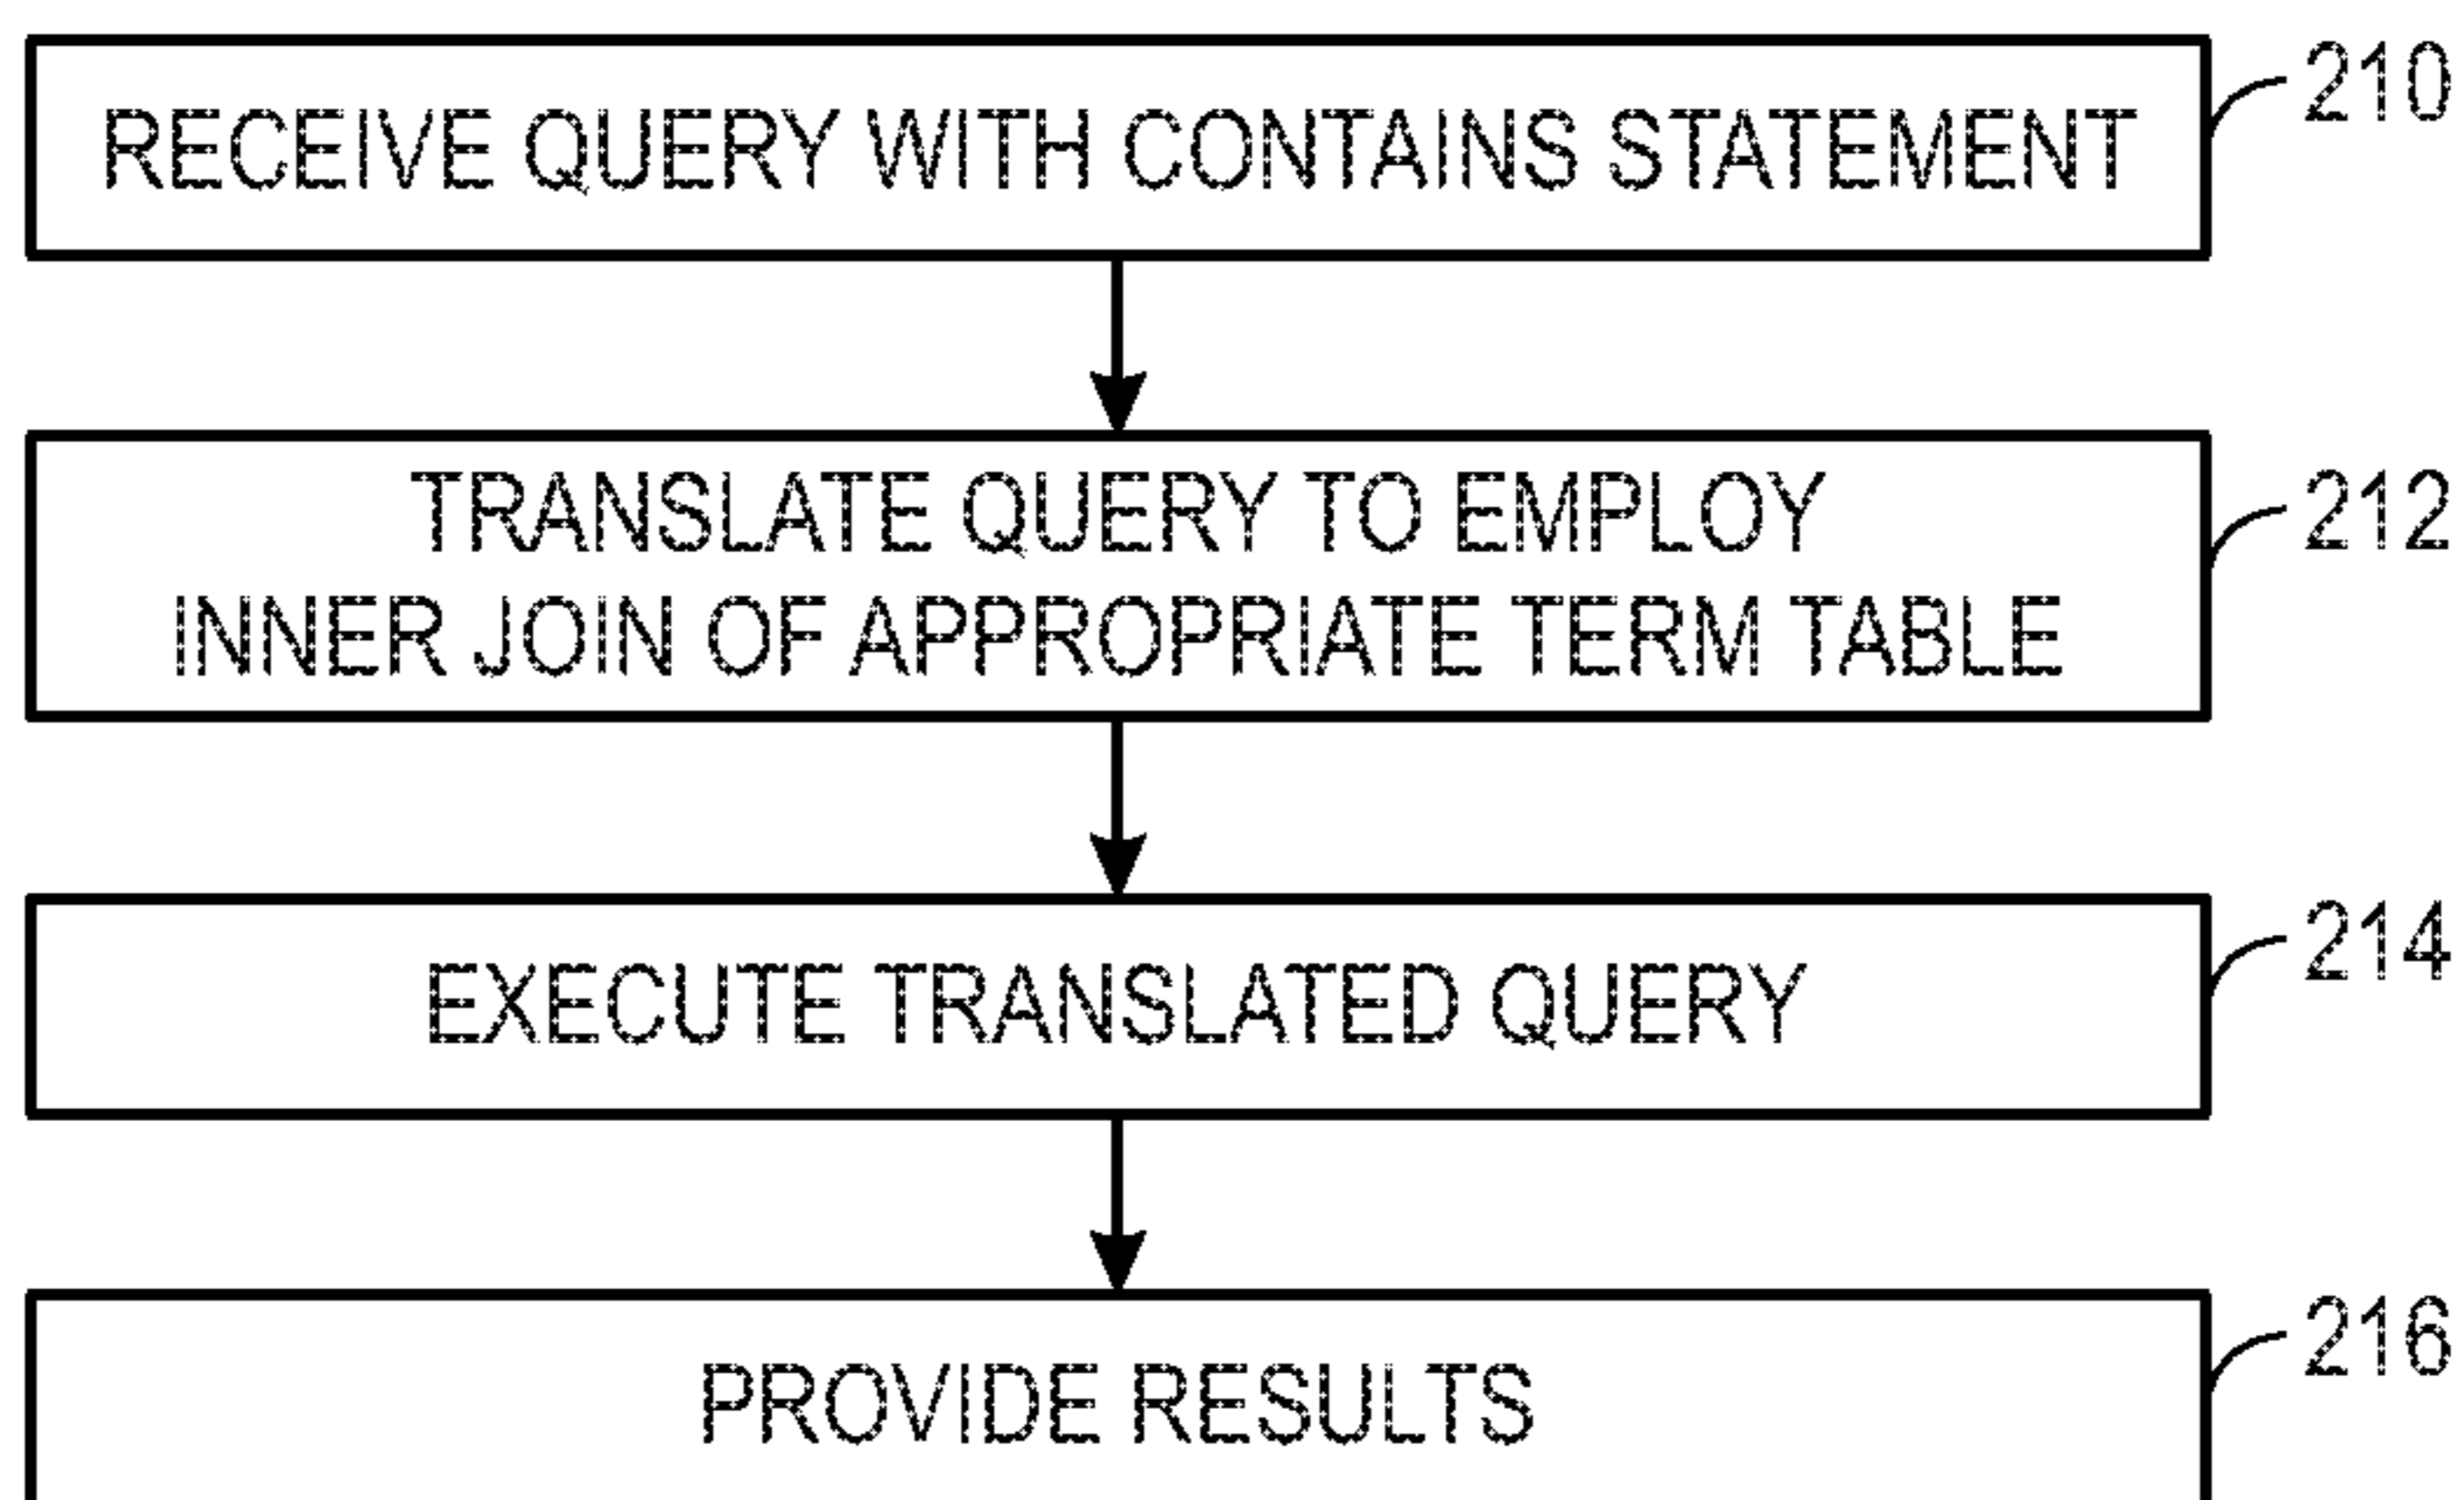 RECEIVE QUERY WITH CONTAINS STATEMENT
210
TRANSLATE QUERY TO EMPLOY
INNER JOIN OF APPROPRIATE TERM TABLE
212
EXECUTE TRANSLATED QUERY
214
PROVIDE RESULTS
216